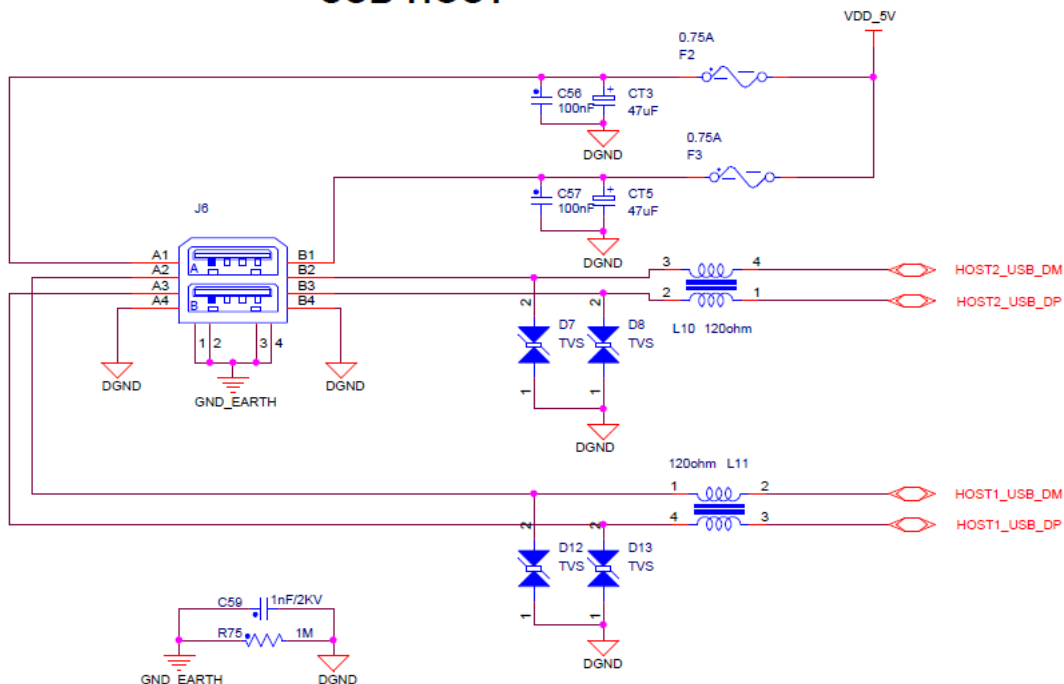 USB HOST
VDD_5V
0.75A
F2
C56
100nF
CT3
47uF
DGND
0.75A
F3
C57
100nF
CT5
47uF
DGND
J6
A1
A2
A3
A4
A
B
B1
B2
B3
B4
1 2 3 4
DGND
GND_EARTH
DGND
3 4
2 1
L10 120ohm
HOST2_USB_DM
HOST2_USB_DP
2 2
D7
TVS
D8
TVS
1 1
DGND
120ohm L11
1 2
4 3
HOST1_USB_DM
HOST1_USB_DP
2 2
D12
TVS
D13
TVS
1 1
DGND
C59 1nF/2KV
R75 1M
GND_EARTH
DGND